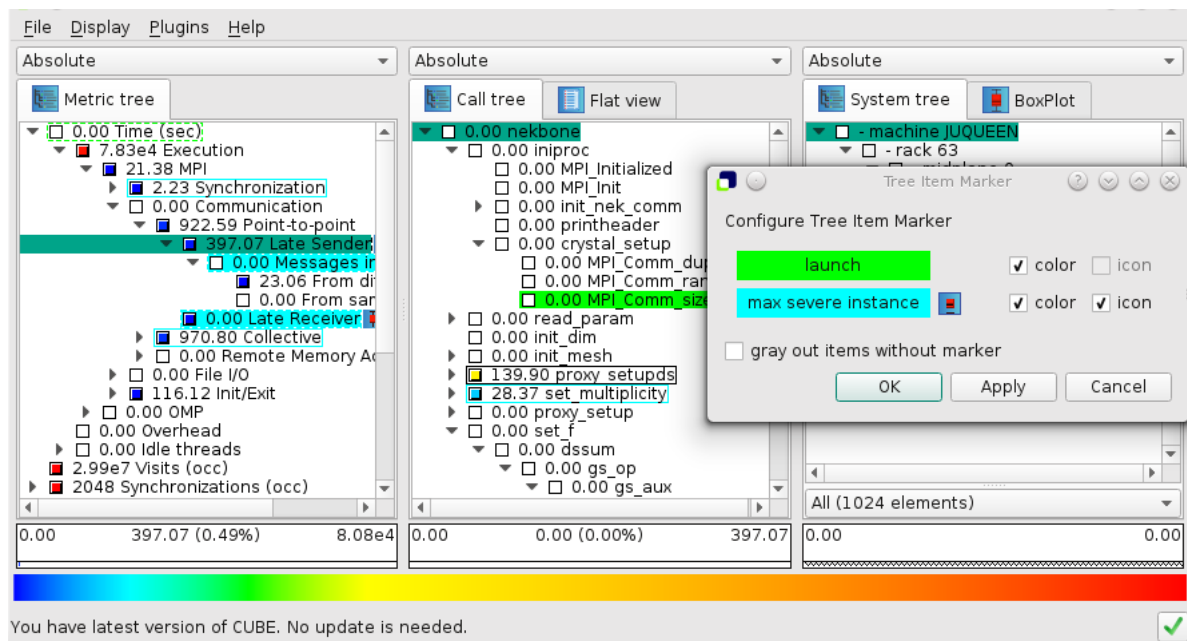 File Display Plugins Help
Absolute
Metric tree
0.00 Time (sec)
7.83e4 Execution
21.38 MPI
2.23 Synchronization
0.00 Communication
922.59 Point-to-point
397.07 Late Sender
0.00 Messages in
23.06 From di
0.00 From sa
0.00 Late Receiver
970.80 Collective
0.00 Remote Memory A
0.00 File I/O
116.12 Init/Exit
0.00 OMP
0.00 Overhead
0.00 Idle threads
2.99e7 Visits (occ)
2048 Synchronizations (occ)
0.00 397.07 (0.49%) 8.08e4
Absolute
Call tree Flat view
0.00 nekbone
0.00 iniproc
0.00 MPI_Initialized
0.00 MPI_Init
0.00 init_nek_comm
0.00 printheader
0.00 crystal_setup
0.00 MPI_Comm_dup
0.00 MPI_Comm_ran
0.00 MPI_Comm_size
0.00 read_param
0.00 init_dim
0.00 init_mesh
139.90 proxy_setupds
28.37 set_multiplicity
0.00 proxy_setup
0.00 set_f
0.00 dssum
0.00 gs_op
0.00 gs_aux
0.00 0.00 (0.00%) 397.07
Absolute
System tree BoxPlot
- machine JUQUEEN
- rack 63
Tree Item Marker
Configure Tree Item Marker
launch color icon
max severe instance color icon
gray out items without marker
OK Apply Cancel
All (1024 elements)
0.00 0.00
You have latest version of CUBE. No update is needed.